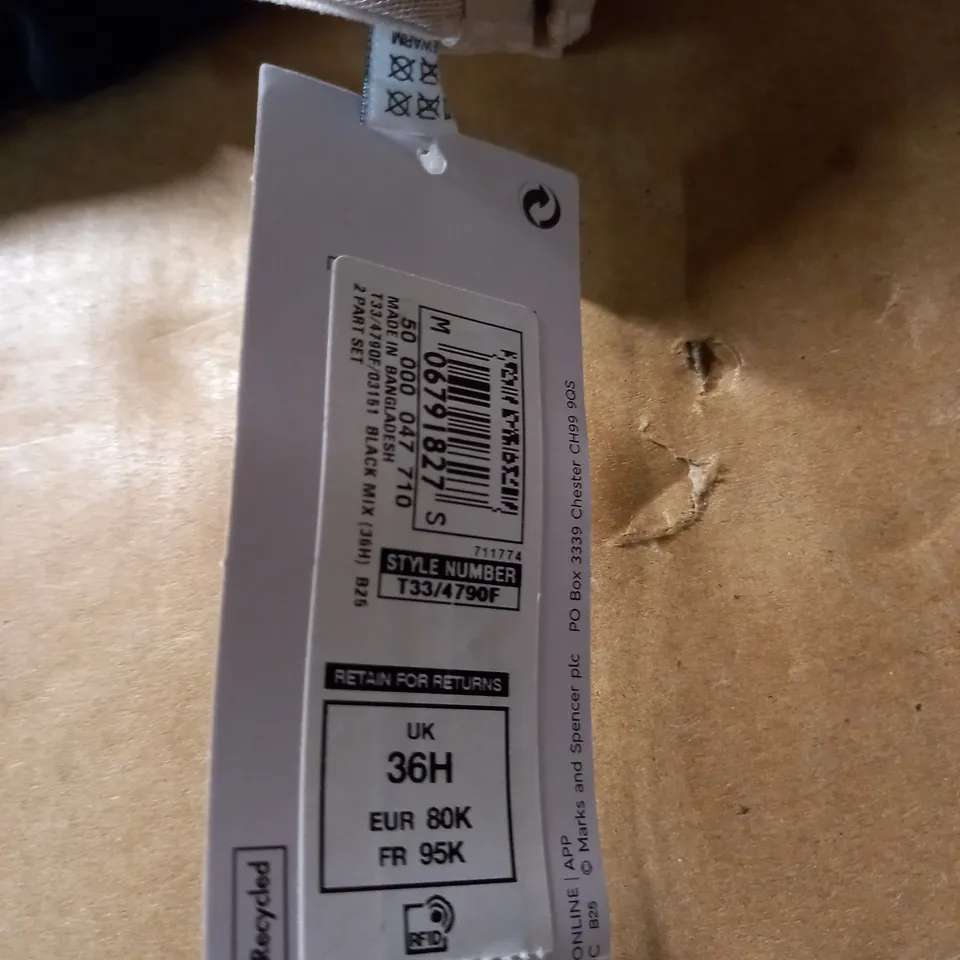 WARM
M 06791827 S
50 000 047 710
MADE IN BANGLADESH
T33/4790F/03151 BLACK MIX (36H) B25
2 PART SET
711774
STYLE NUMBER
T33/4790F
RETAIN FOR RETURNS
UK
36H
EUR 80K
FR 95K
RFID
Recycled
ONLINE | APP
© Marks and Spencer plc PO Box 3339 Chester CH99 9QS
C B25